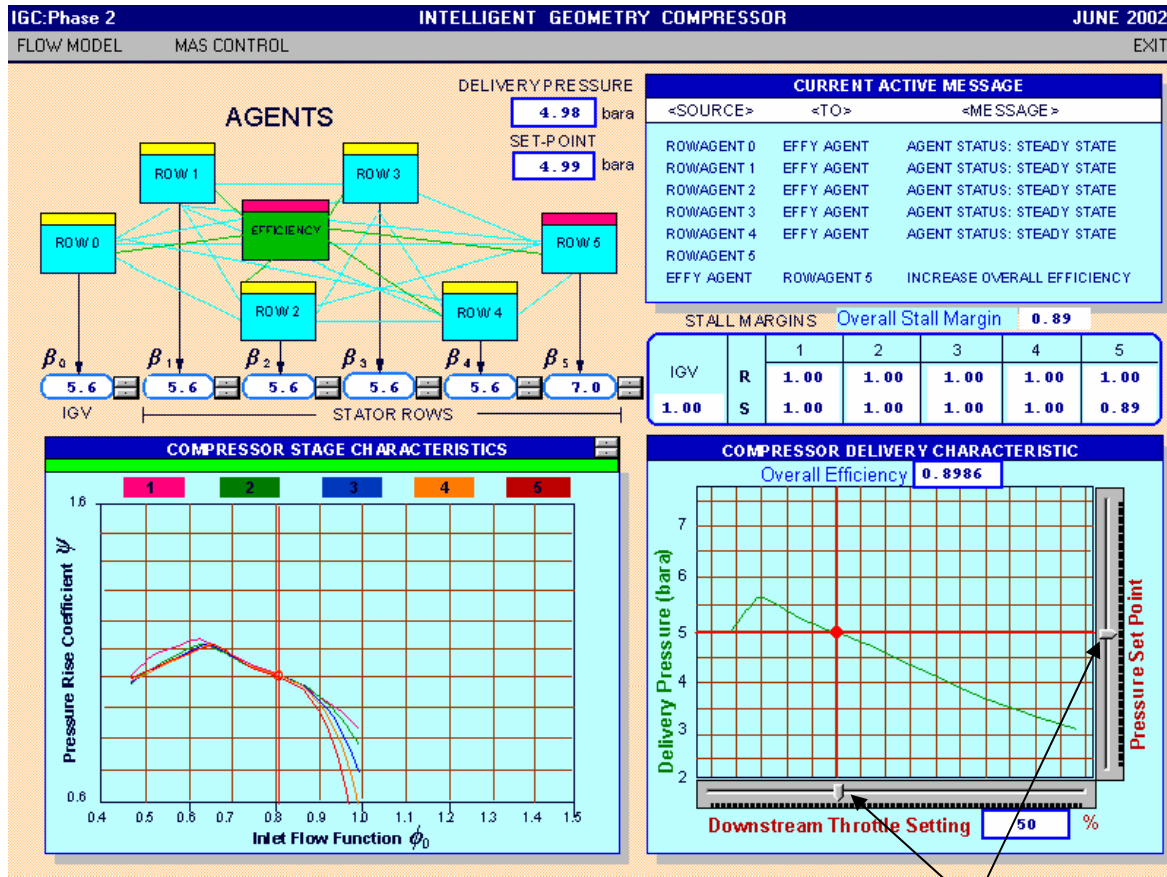 IGC:Phase 2 INTELLIGENT GEOMETRY COMPRESSOR JUNE 2002
FLOW MODEL MAS CONTROL EXIT
DELIVERY PRESSURE
4.98 bara
SET-POINT
4.99 bara
AGENTS
ROW 1
ROW 3
EFFICIENCY
ROW 0
ROW 5
ROW 2
ROW 4
β0 β1 β2 β3 β4 β5
5.6 5.6 5.6 5.6 5.6 7.0
IGV STATOR ROWS
CURRENT ACTIVE MESSAGE
<SOURCE> <TO> <MESSAGE>
ROWAGENT 0 EFFY AGENT AGENT STATUS: STEADY STATE
ROWAGENT 1 EFFY AGENT AGENT STATUS: STEADY STATE
ROWAGENT 2 EFFY AGENT AGENT STATUS: STEADY STATE
ROWAGENT 3 EFFY AGENT AGENT STATUS: STEADY STATE
ROWAGENT 4 EFFY AGENT AGENT STATUS: STEADY STATE
ROWAGENT 5
EFFY AGENT ROWAGENT 5 INCREASE OVERALL EFFICIENCY
STALL MARGINS Overall Stall Margin 0.89
1 2 3 4 5
IGV R 1.00 1.00 1.00 1.00 1.00
1.00 S 1.00 1.00 1.00 1.00 0.89
COMPRESSOR STAGE CHARACTERISTICS
1 2 3 4 5
1.6
Pressure Rise Coefficient ψ
0.6
0.4 0.5 0.6 0.7 0.8 0.9 1.0 1.1 1.2 1.3 1.4 1.5
Inlet Flow Function ϕ0
COMPRESSOR DELIVERY CHARACTERISTIC
Overall Efficiency 0.8986
7
6
5
4
3
2
Delivery Pressure (bara)
Pressure Set Point
Downstream Throttle Setting 50 %